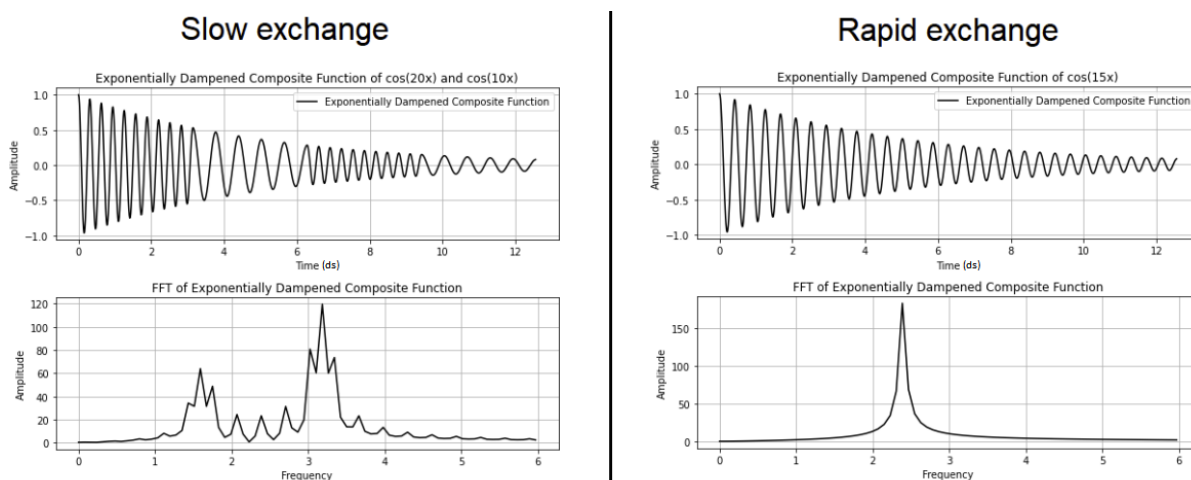 Slow exchange
Exponentially Dampened Composite Function of cos(20x) and cos(10x)
Exponentially Dampened Composite Function
Amplitude
1.0
0.5
0.0
−0.5
−1.0
0 2 4 6 8 10 12
Time (ds)
FFT of Exponentially Dampened Composite Function
Amplitude
120
100
80
60
40
20
0
0 1 2 3 4 5 6
Frequency
Rapid exchange
Exponentially Dampened Composite Function of cos(15x)
Exponentially Dampened Composite Function
Amplitude
1.0
0.5
0.0
−0.5
−1.0
0 2 4 6 8 10 12
Time (ds)
FFT of Exponentially Dampened Composite Function
Amplitude
150
100
50
0
0 1 2 3 4 5 6
Frequency